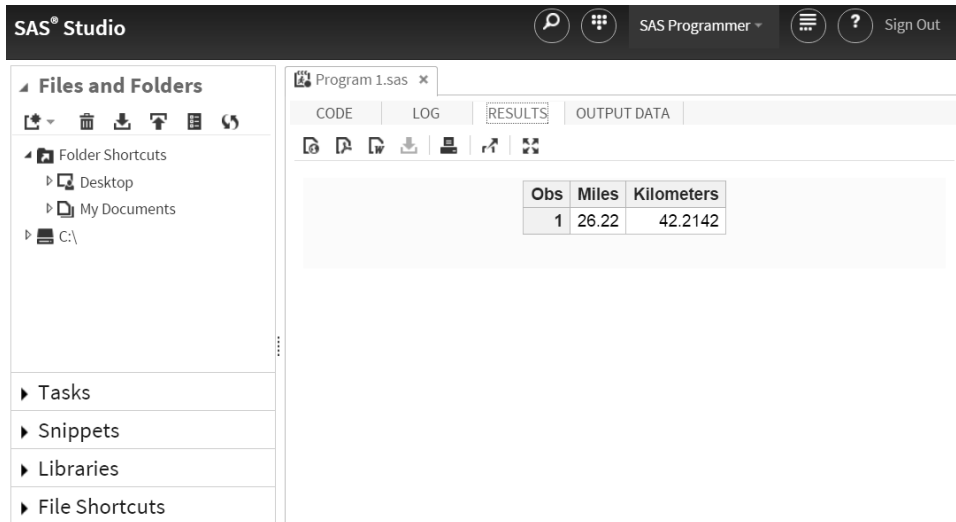 SAS® Studio
SAS Programmer
?
Sign Out
Files and Folders
Folder Shortcuts
Desktop
My Documents
C:\
Tasks
Snippets
Libraries
File Shortcuts
Program 1.sas ×
CODE LOG RESULTS OUTPUT DATA
Obs Miles Kilometers
1 26.22 42.2142